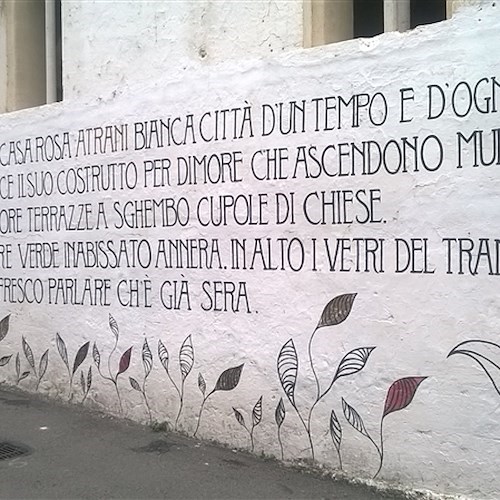 CASA ROSA ATRANI BIANCA CITTÀ D'UN TEMPO E D'OGN
CE IL SUO COSTRUTTO PER DIMORE CHE ASCENDONO MU
ORE TERRAZZE A SGHEMBO CUPOLE DI CHIESE.
RE VERDE INABISSATO ANNERA. IN ALTO I VETRI DEL TRA
FRESCO PARLARE CH'È GIÀ SERA.